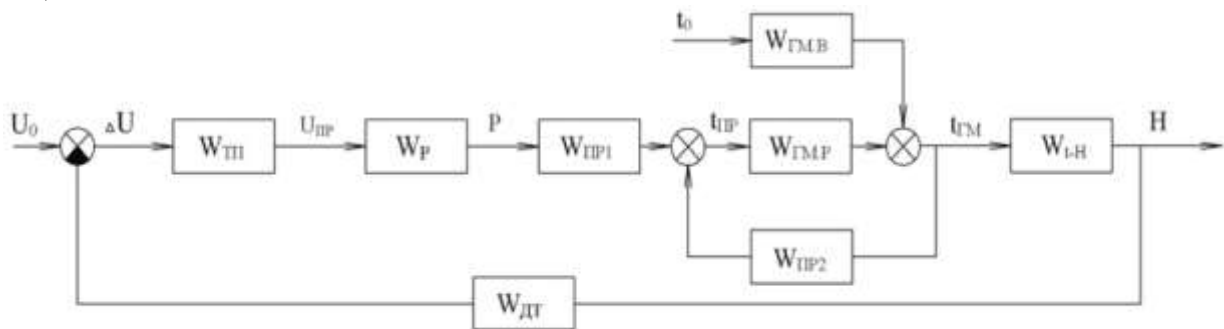 t₀
W_ГМ.В
U₀
ΔU
W_ТП
U_ПР
W_Р
P
W_ПР1
t_ПР
W_ГМ.Р
t_ГМ
W_t-H
H
W_ПР2
W_ДТ